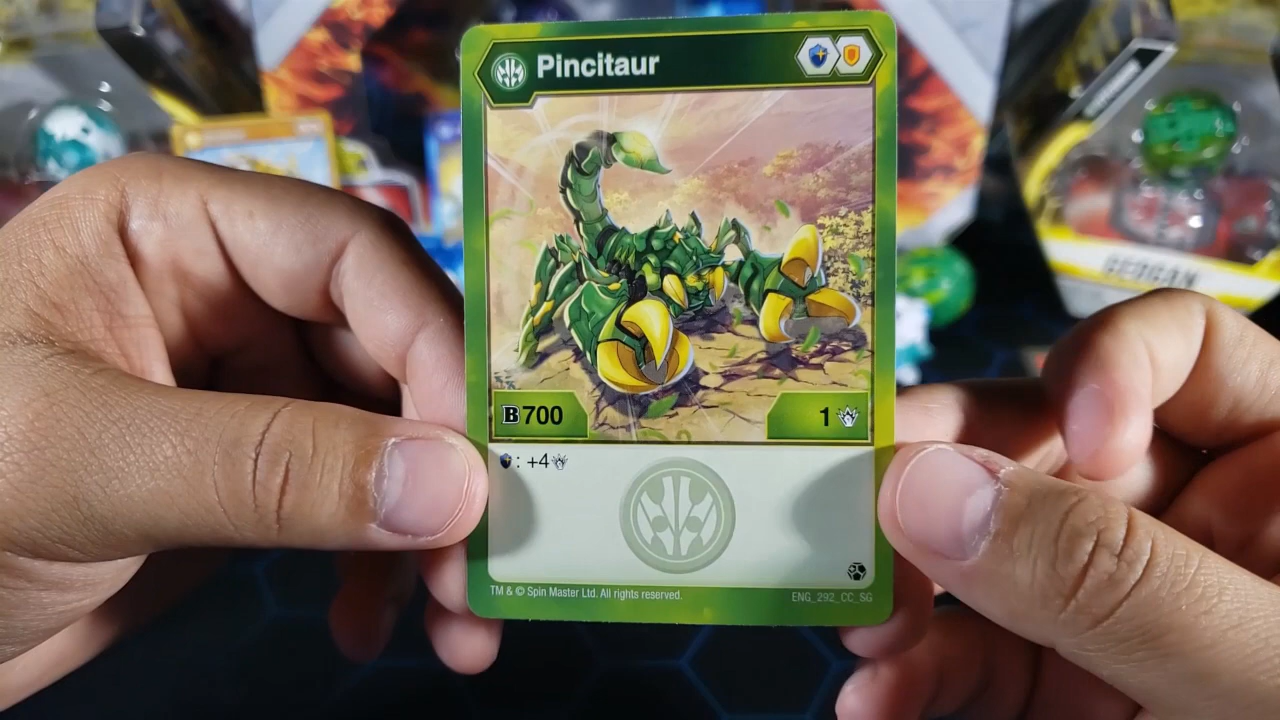 Pincitaur
B700
1
: +4
TM & © Spin Master Ltd. All rights reserved.
ENG_292_CC_SG
GEOGAN